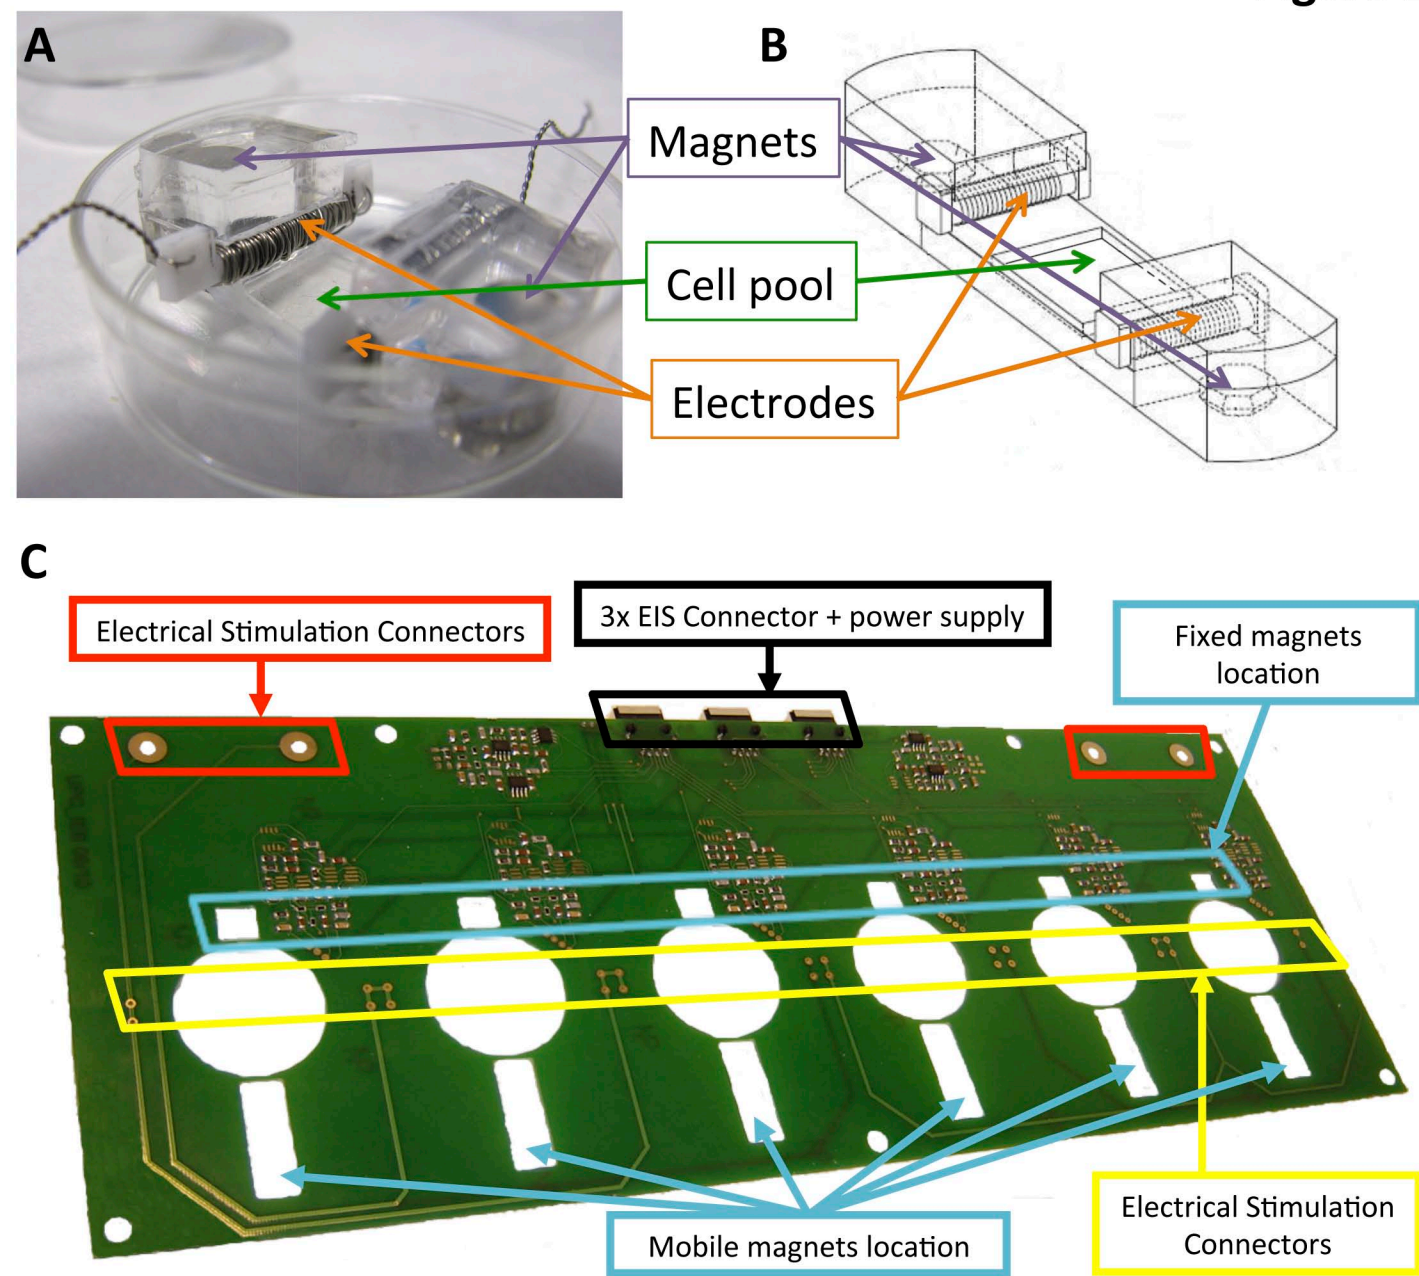 A
B
Magnets
Cell pool
Electrodes
C
Electrical Stimulation Connectors
3x EIS Connector + power supply
Fixed magnets
location
Mobile magnets location
Electrical Stimulation
Connectors